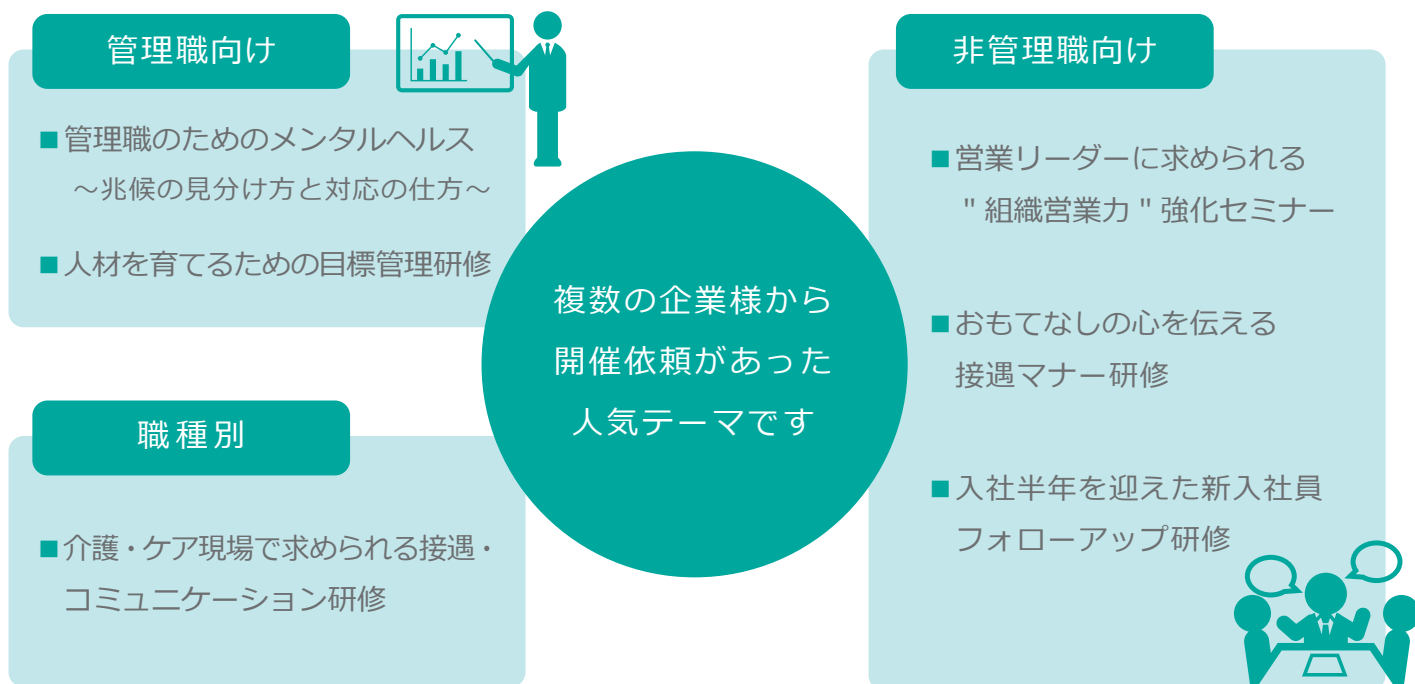 管理職向け
■管理職のためのメンタルヘルス
～兆候の見分け方と対応の仕方～
■人材を育てるための目標管理研修
職種別
■介護・ケア現場で求められる接遇・
コミュニケーション研修
複数の企業様から
開催依頼があった
人気テーマです
非管理職向け
■営業リーダーに求められる
"組織営業力"強化セミナー
■おもてなしの心を伝える
接遇マナー研修
■入社半年を迎えた新入社員
フォローアップ研修